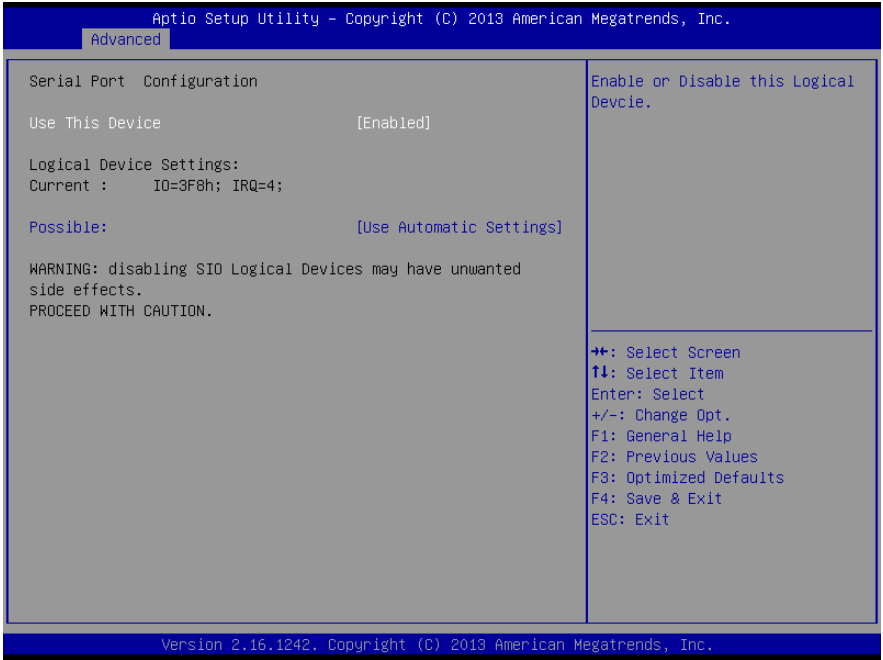 Aptio Setup Utility – Copyright (C) 2013 American Megatrends, Inc.
Advanced
Serial Port  Configuration
Use This Device [Enabled]
Logical Device Settings:
Current : IO=3F8h; IRQ=4;
Possible: [Use Automatic Settings]
WARNING: disabling SIO Logical Devices may have unwanted
side effects.
PROCEED WITH CAUTION.
Enable or Disable this Logical
Devcie.
→←: Select Screen
↑↓: Select Item
Enter: Select
+/-: Change Opt.
F1: General Help
F2: Previous Values
F3: Optimized Defaults
F4: Save & Exit
ESC: Exit
Version 2.16.1242. Copyright (C) 2013 American Megatrends, Inc.